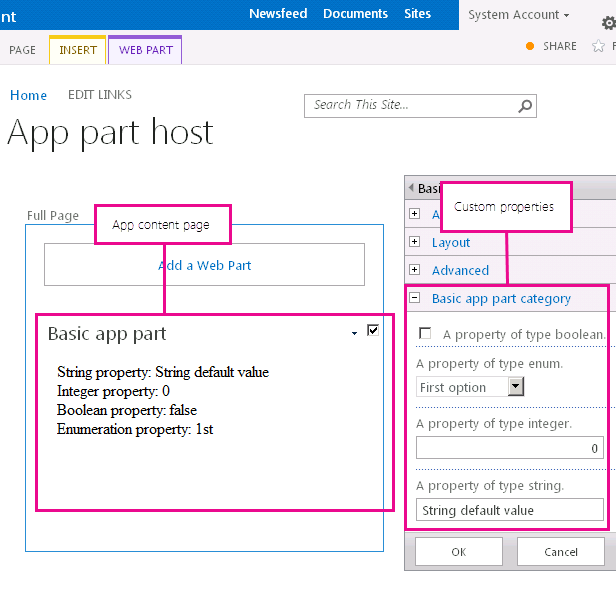 nt
Newsfeed Documents Sites
System Account
PAGE INSERT WEB PART
SHARE
Home EDIT LINKS
Search This Site...
App part host
Full Page
App content page
Add a Web Part
Basic app part
String property: String default value
Integer property: 0
Boolean property: false
Enumeration property: 1st
Custom properties
Layout
Advanced
Basic app part category
A property of type boolean.
A property of type enum.
First option
A property of type integer.
0
A property of type string.
String default value
OK Cancel